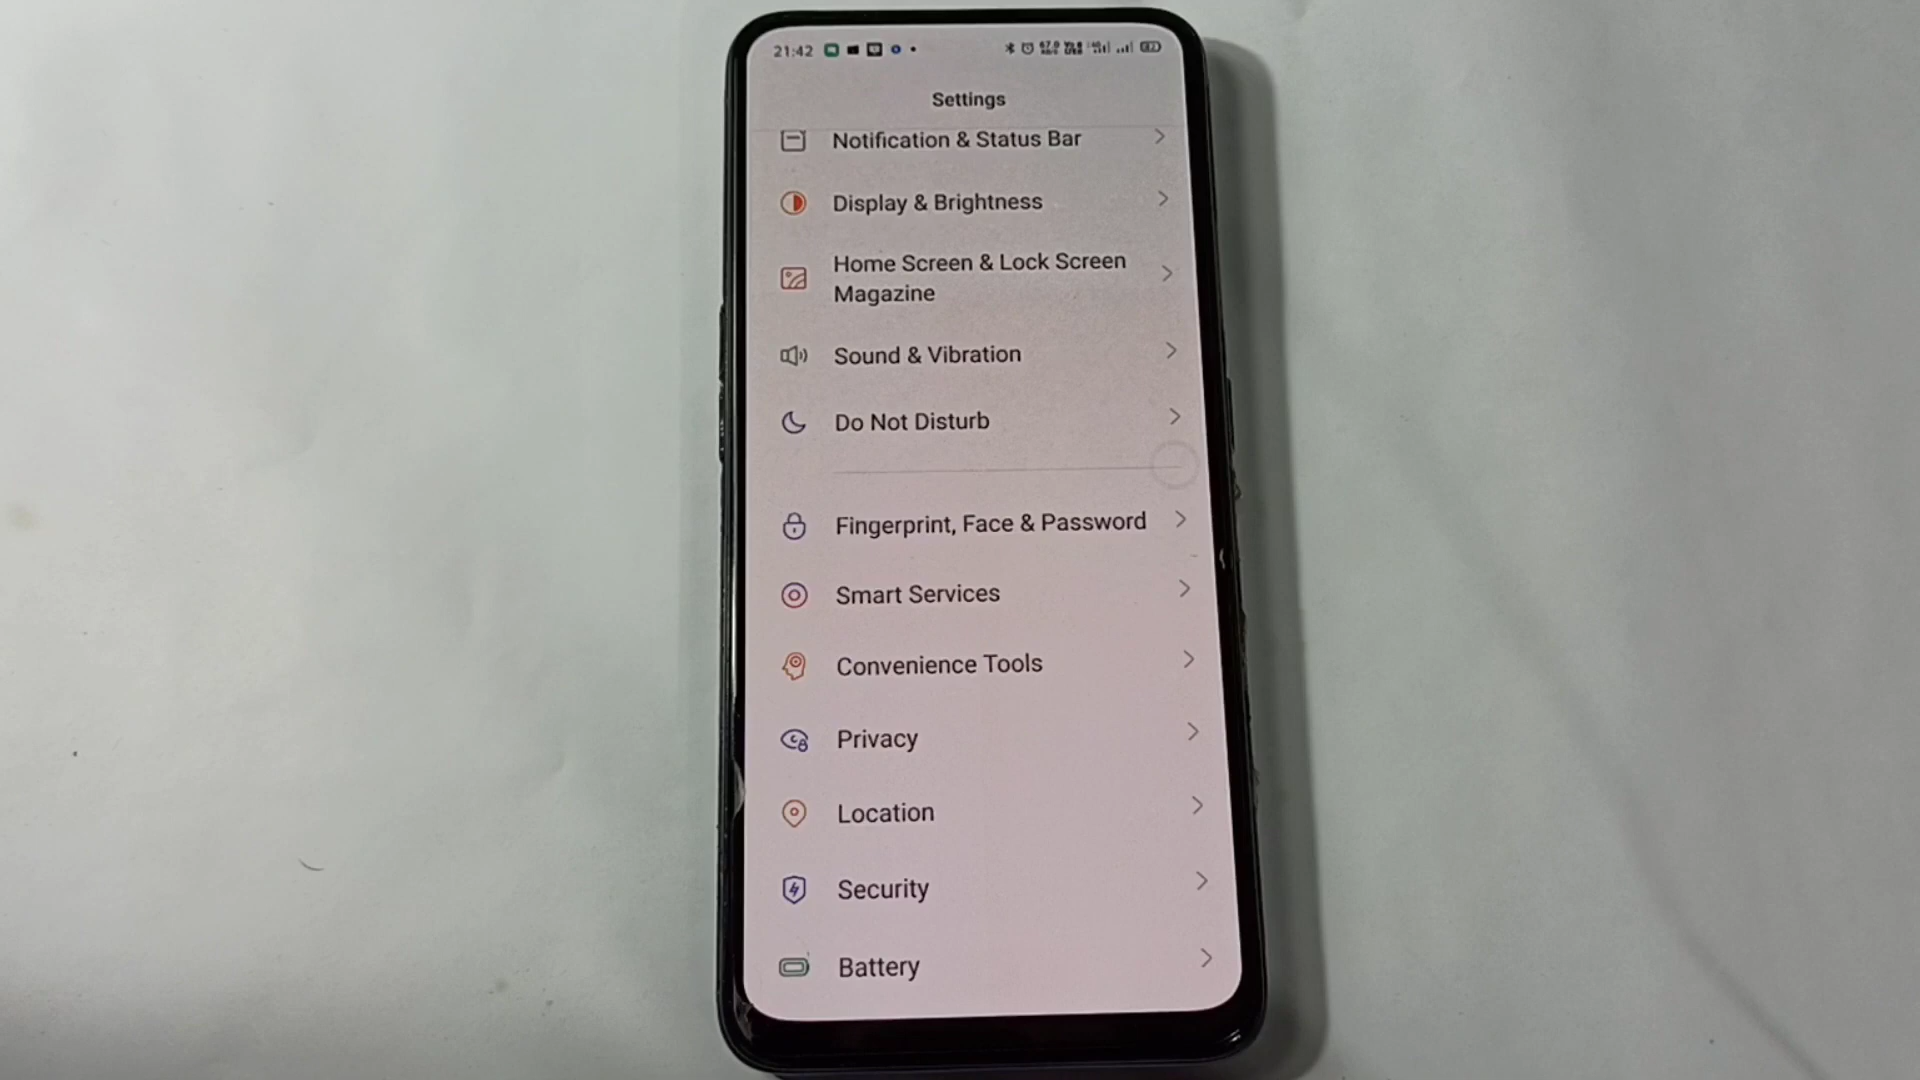 21:42
Settings
Notification & Status Bar
Display & Brightness
Home Screen & Lock Screen
Magazine
Sound & Vibration
Do Not Disturb
Fingerprint, Face & Password
Smart Services
Convenience Tools
Privacy
Location
Security
Battery